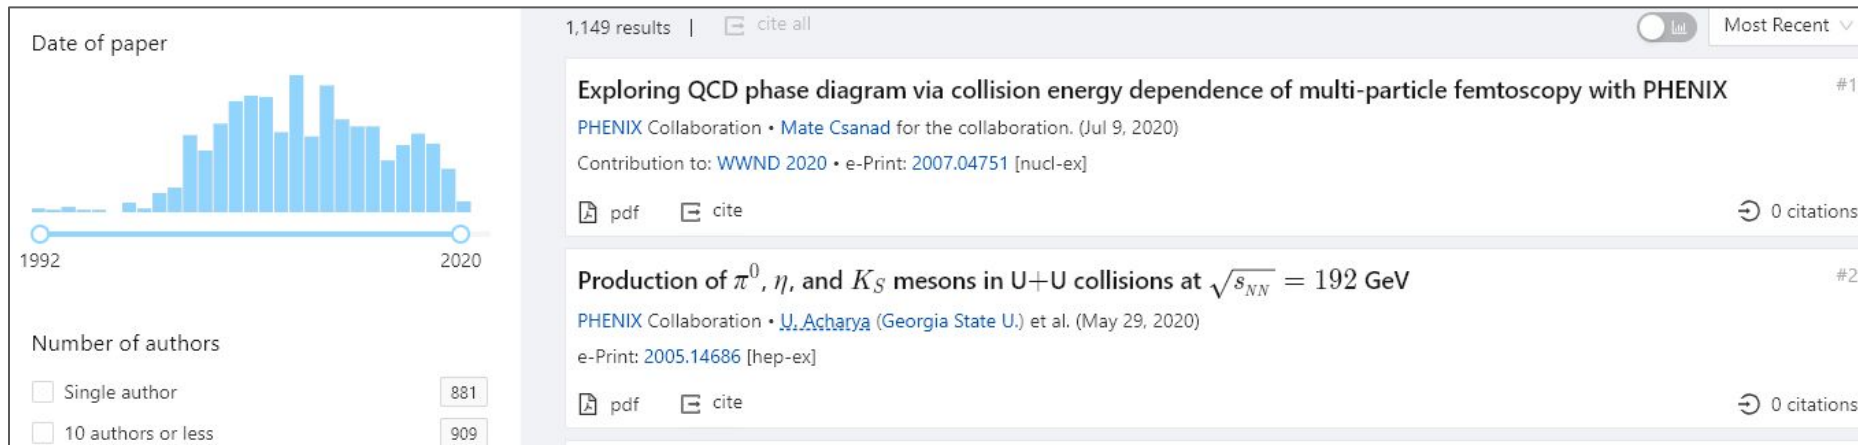 Date of paper
1992
2020
Number of authors
Single author 881
10 authors or less 909
1,149 results | cite all
Most Recent
Exploring QCD phase diagram via collision energy dependence of multi-particle femtoscopy with PHENIX #1
PHENIX Collaboration • Mate Csanad for the collaboration. (Jul 9, 2020)
Contribution to: WWND 2020 • e-Print: 2007.04751 [nucl-ex]
pdf cite 0 citations
Production of π⁰, η, and K_S mesons in U+U collisions at √s_NN = 192 GeV #2
PHENIX Collaboration • U. Acharya (Georgia State U.) et al. (May 29, 2020)
e-Print: 2005.14686 [hep-ex]
pdf cite 0 citations